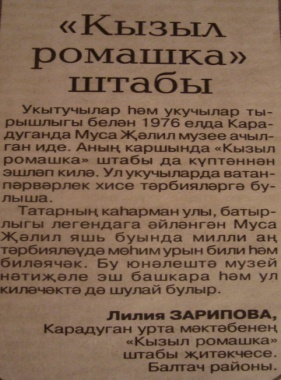 «Кызыл
ромашка»
штабы
Укытучылар һәм укучылар ты-
рышлыгы белән 1976 елда Кара-
дуганда Муса Җәлил музее ачыл-
ган иде. Аның каршында «Кызыл
ромашка» штабы да күптәннән
эшләп килә. Ул укучыларда ватан-
пәрвәрлек хисе тәрбияләргә бу-
лыша.
Татарның каһарман улы, батыр-
лыгы легендага әйләнгән Муса
Җәлил яшь буында милли аң
тәрбияләүдә мөһим урын били һәм
биләячәк. Бу юнәлештә музей
нәтиҗәле эш башкара һәм ул
киләчәктә дә шулай булыр.
Лилия ЗАРИПОВА,
Карадуган урта мәктәбенең
«Кызыл ромашка»
штабы җитәкчесе.
Балтач районы.